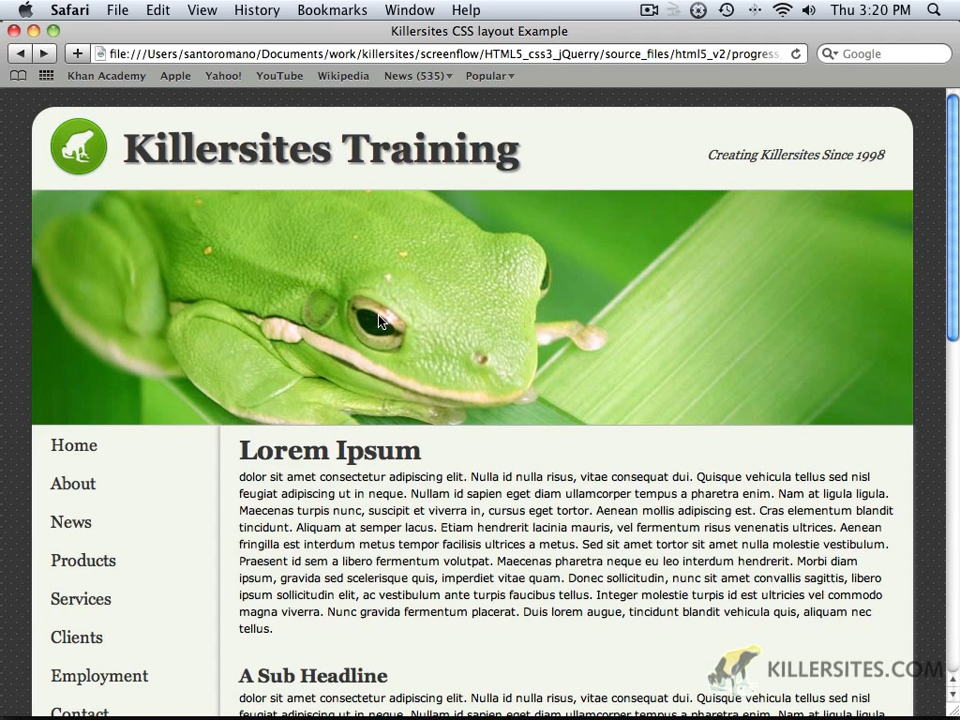 Safari File Edit View History Bookmarks Window Help Thu 3:20 PM
Killersites CSS layout Example
file:///Users/santoromano/Documents/work/killersites/screenflow/HTML5_css3_jQuerry/source_files/html5_v2/progress_ Google
Khan Academy Apple Yahoo! YouTube Wikipedia News (535) Popular
Killersites Training
Creating Killersites Since 1998
Home
About
News
Products
Services
Clients
Employment
Contact
Lorem Ipsum
dolor sit amet consectetur adipiscing elit. Nulla id nulla risus, vitae consequat dui. Quisque vehicula tellus sed nisl
feugiat adipiscing ut in neque. Nullam id sapien eget diam ullamcorper tempus a pharetra enim. Nam at ligula ligula.
Maecenas turpis nunc, suscipit et viverra in, cursus eget tortor. Aenean mollis adipiscing est. Cras elementum blandit
tincidunt. Aliquam at semper lacus. Etiam hendrerit lacinia mauris, vel fermentum risus venenatis ultrices. Aenean
fringilla est interdum metus tempor facilisis ultrices a metus. Sed sit amet tortor sit amet nulla molestie vestibulum.
Praesent id sem a libero fermentum volutpat. Maecenas pharetra neque eu leo interdum hendrerit. Morbi diam
ipsum, gravida sed scelerisque quis, imperdiet vitae quam. Donec sollicitudin, nunc sit amet convallis sagittis, libero
ipsum sollicitudin elit, ac vestibulum ante turpis faucibus tellus. Integer molestie turpis id est ultricies vel commodo
magna viverra. Nunc gravida fermentum placerat. Duis lorem augue, tincidunt blandit vehicula quis, aliquam nec
tellus.
A Sub Headline
dolor sit amet consectetur adipiscing elit. Nulla id nulla risus, vitae consequat dui. Quisque vehicula tellus sed nisl
KILLERSITES.COM